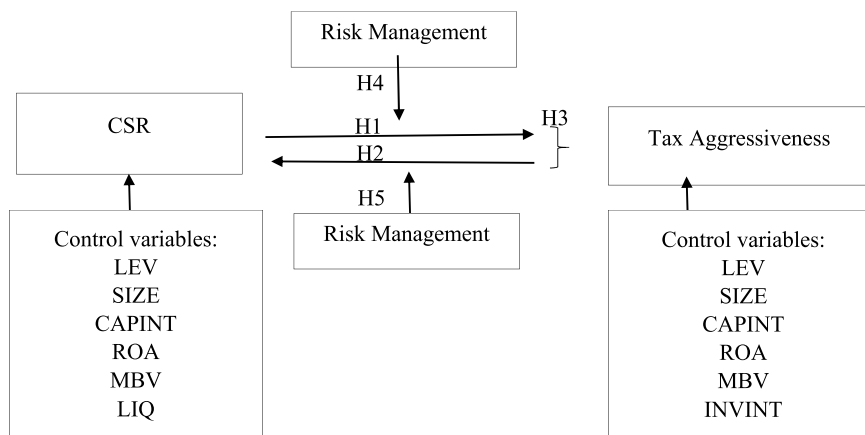 Risk Management
H4
CSR
H1
H3
H2
Tax Aggressiveness
H5
Risk Management
Control variables:
LEV
SIZE
CAPINT
ROA
MBV
LIQ
Control variables:
LEV
SIZE
CAPINT
ROA
MBV
INVINT